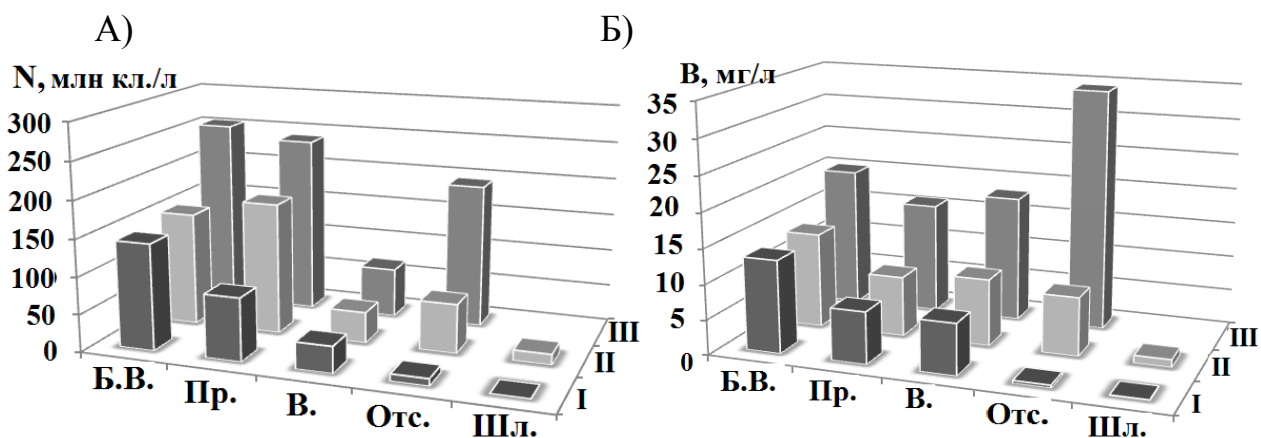 А)
N, млн кл./л
300
250
200
150
100
50
0
Б.В.
Пр.
В.
Отс.
Шл.
I
II
III
Б)
В, мг/л
35
30
25
20
15
10
5
0
Б.В.
Пр.
В.
Отс.
Шл.
I
II
III